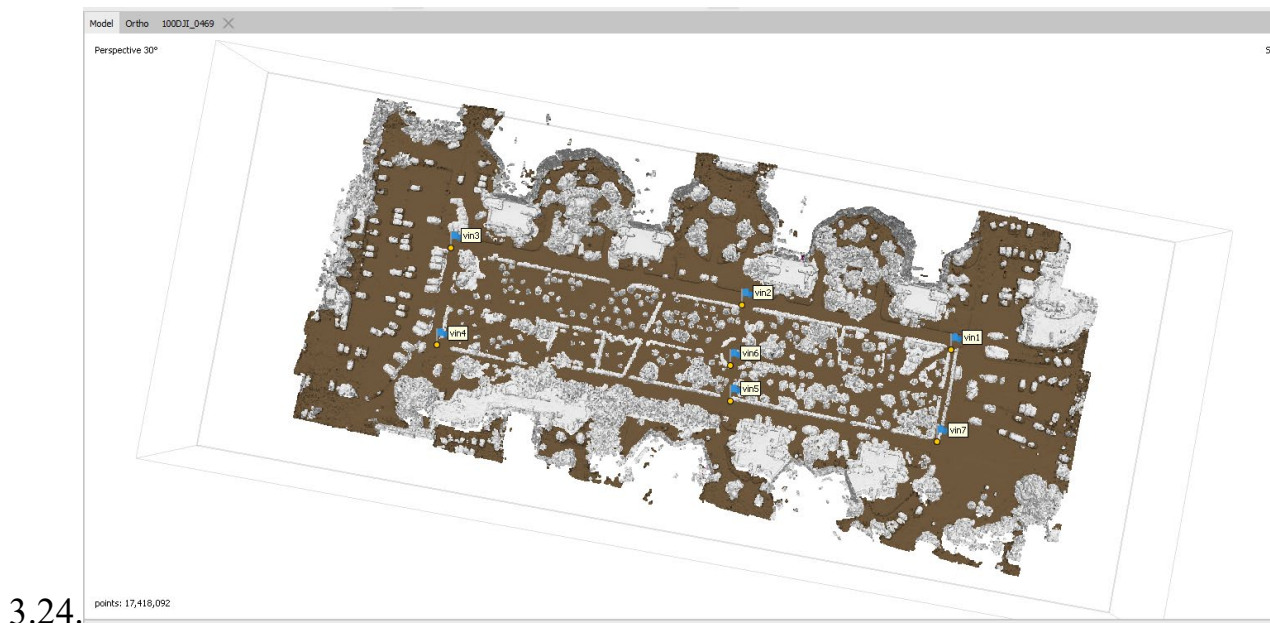 Model Ortho 100DJI_0469
Perspective 30°
S
vin3
vin2
vin1
vin4
vin6
vin5
vin7
points: 17,418,092
3.24.